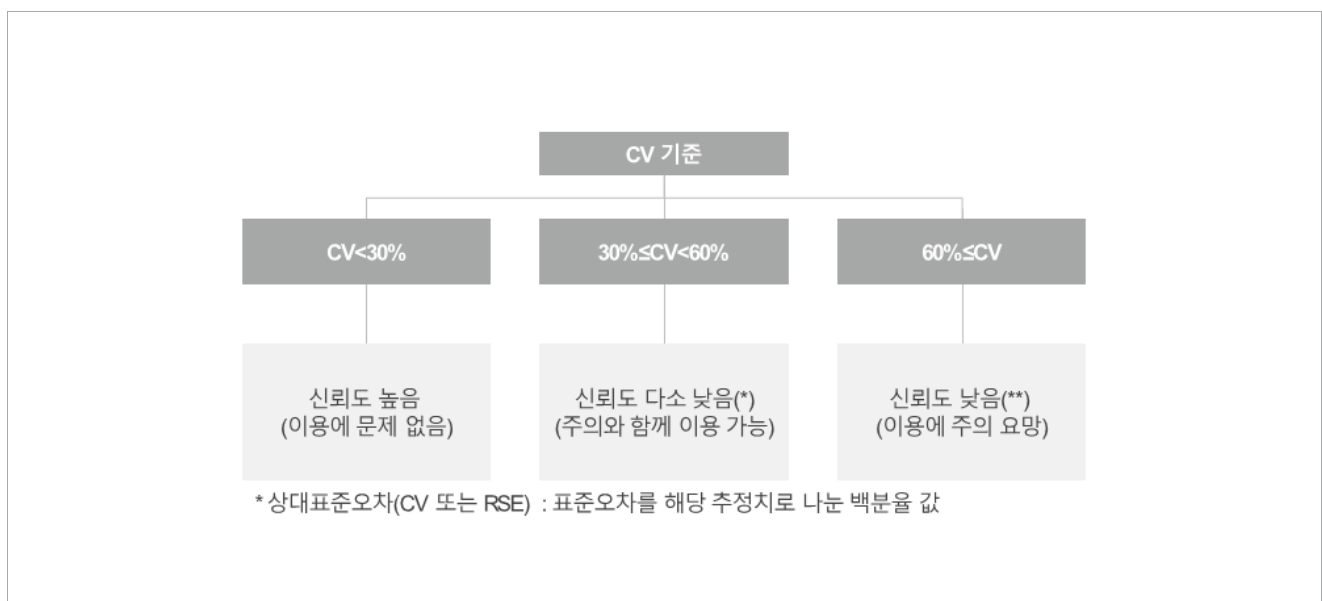 CV 기준
CV<30%
30%≤CV<60%
60%≤CV
신뢰도 높음
(이용에 문제 없음)
신뢰도 다소 낮음(*)
(주의와 함께 이용 가능)
신뢰도 낮음(**)
(이용에 주의 요망)
* 상대표준오차(CV 또는 RSE) : 표준오차를 해당 추정치로 나눈 백분율 값